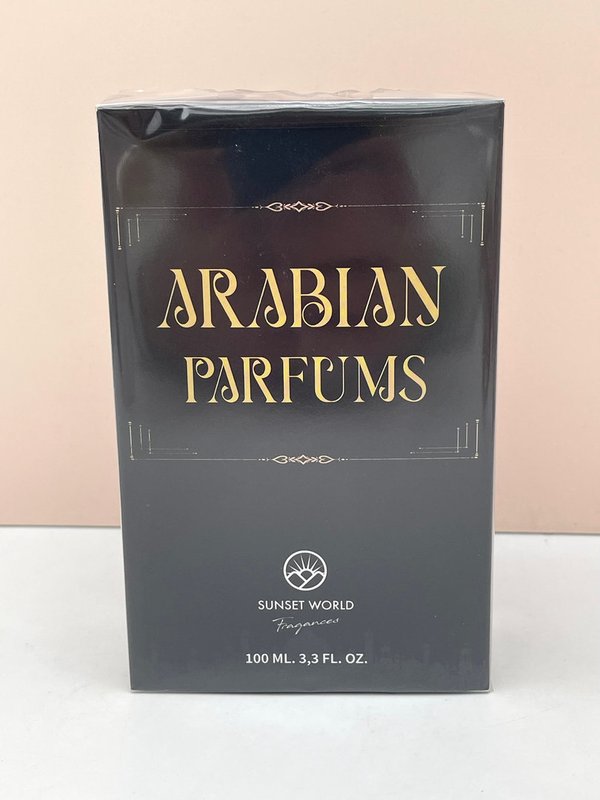 ARABIAN
PARFUMS
SUNSET WORLD
Fragances
100 ML. 3,3 FL. OZ.